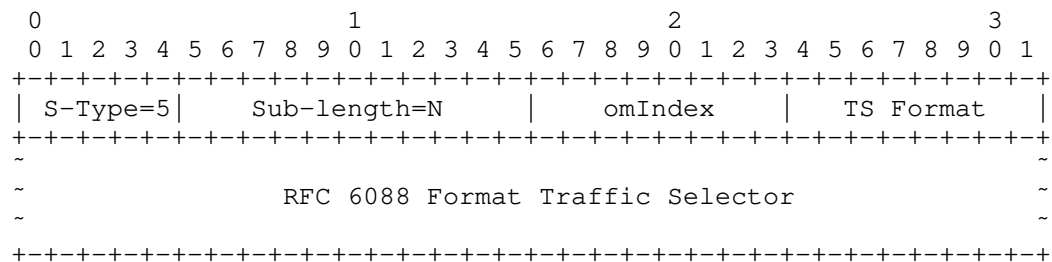 0                   1                   2                   3
 0 1 2 3 4 5 6 7 8 9 0 1 2 3 4 5 6 7 8 9 0 1 2 3 4 5 6 7 8 9 0 1
+-+-+-+-+-+-+-+-+-+-+-+-+-+-+-+-+-+-+-+-+-+-+-+-+-+-+-+-+-+-+-+-+
| S-Type=5|    Sub-length=N     |    omIndex    |   TS Format   |
+-+-+-+-+-+-+-+-+-+-+-+-+-+-+-+-+-+-+-+-+-+-+-+-+-+-+-+-+-+-+-+-+
~                                                               ~
~               RFC 6088 Format Traffic Selector                ~
~                                                               ~
+-+-+-+-+-+-+-+-+-+-+-+-+-+-+-+-+-+-+-+-+-+-+-+-+-+-+-+-+-+-+-+-+